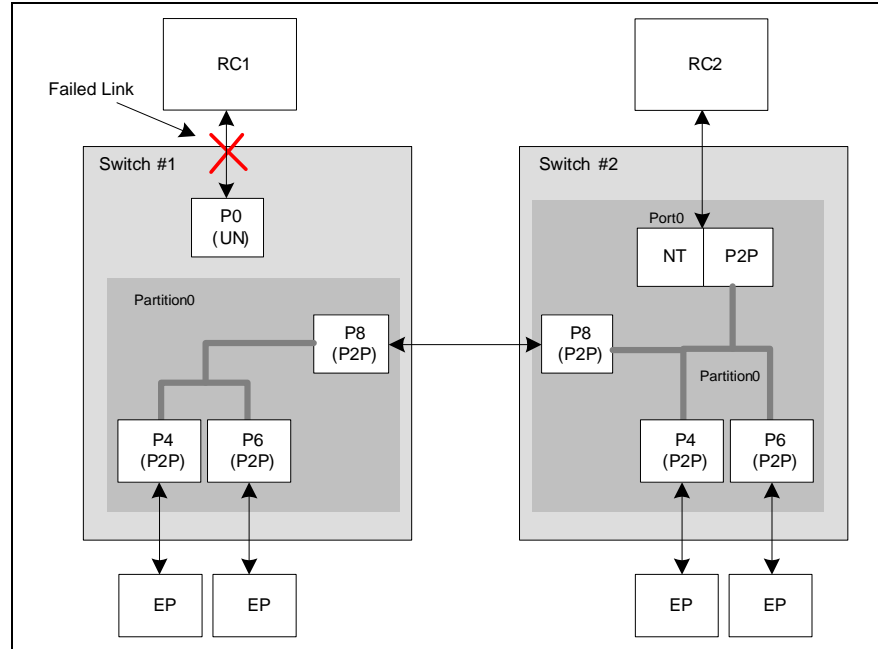 RC1
RC2
Failed Link
Switch #1
Switch #2
P0
(UN)
Port0
NT
P2P
Partition0
P8
(P2P)
P8
(P2P)
Partition0
P4
(P2P)
P6
(P2P)
P4
(P2P)
P6
(P2P)
EP
EP
EP
EP